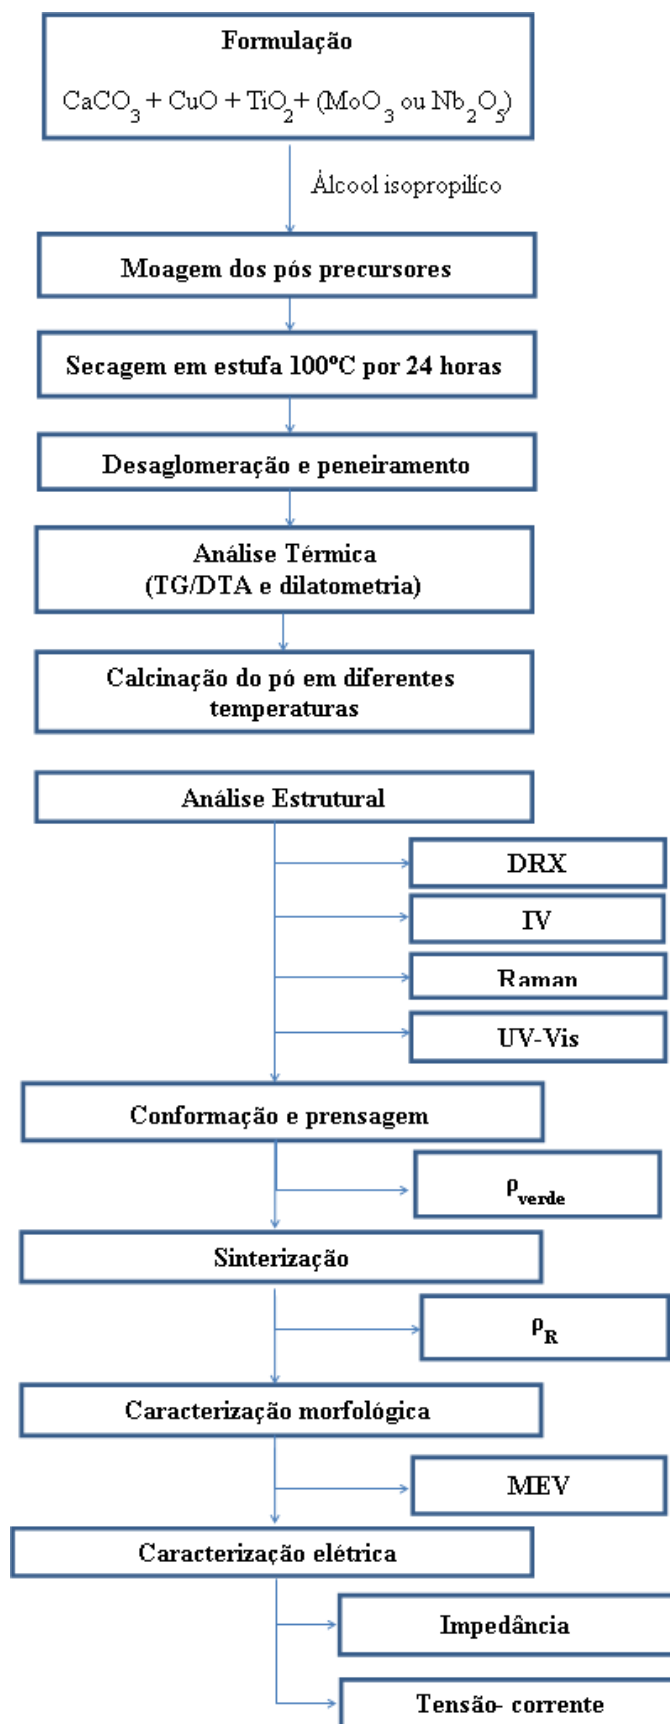 Formulação
CaCO₃ + CuO + TiO₂ + (MoO₃ ou Nb₂O₅)
Álcool isopropilíco
Moagem dos pós precursores
Secagem em estufa 100ºC por 24 horas
Desaglomeração e peneiramento
Análise Térmica
(TG/DTA e dilatometria)
Calcinação do pó em diferentes
temperaturas
Análise Estrutural
DRX
IV
Raman
UV-Vis
Conformação e prensagem
ρverde
Sinterização
ρR
Caracterização morfológica
MEV
Caracterização elétrica
Impedância
Tensão- corrente